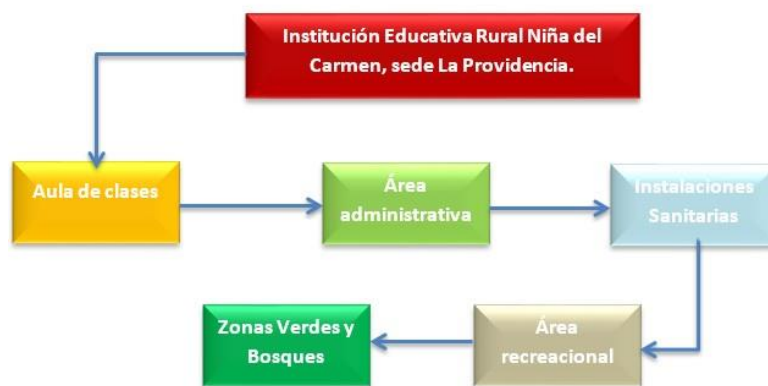 Institución Educativa Rural Niña del
Carmen, sede La Providencia.
Aula de clases
Área
administrativa
Instalaciones
Sanitarias
Zonas Verdes y
Bosques
Área
recreacional